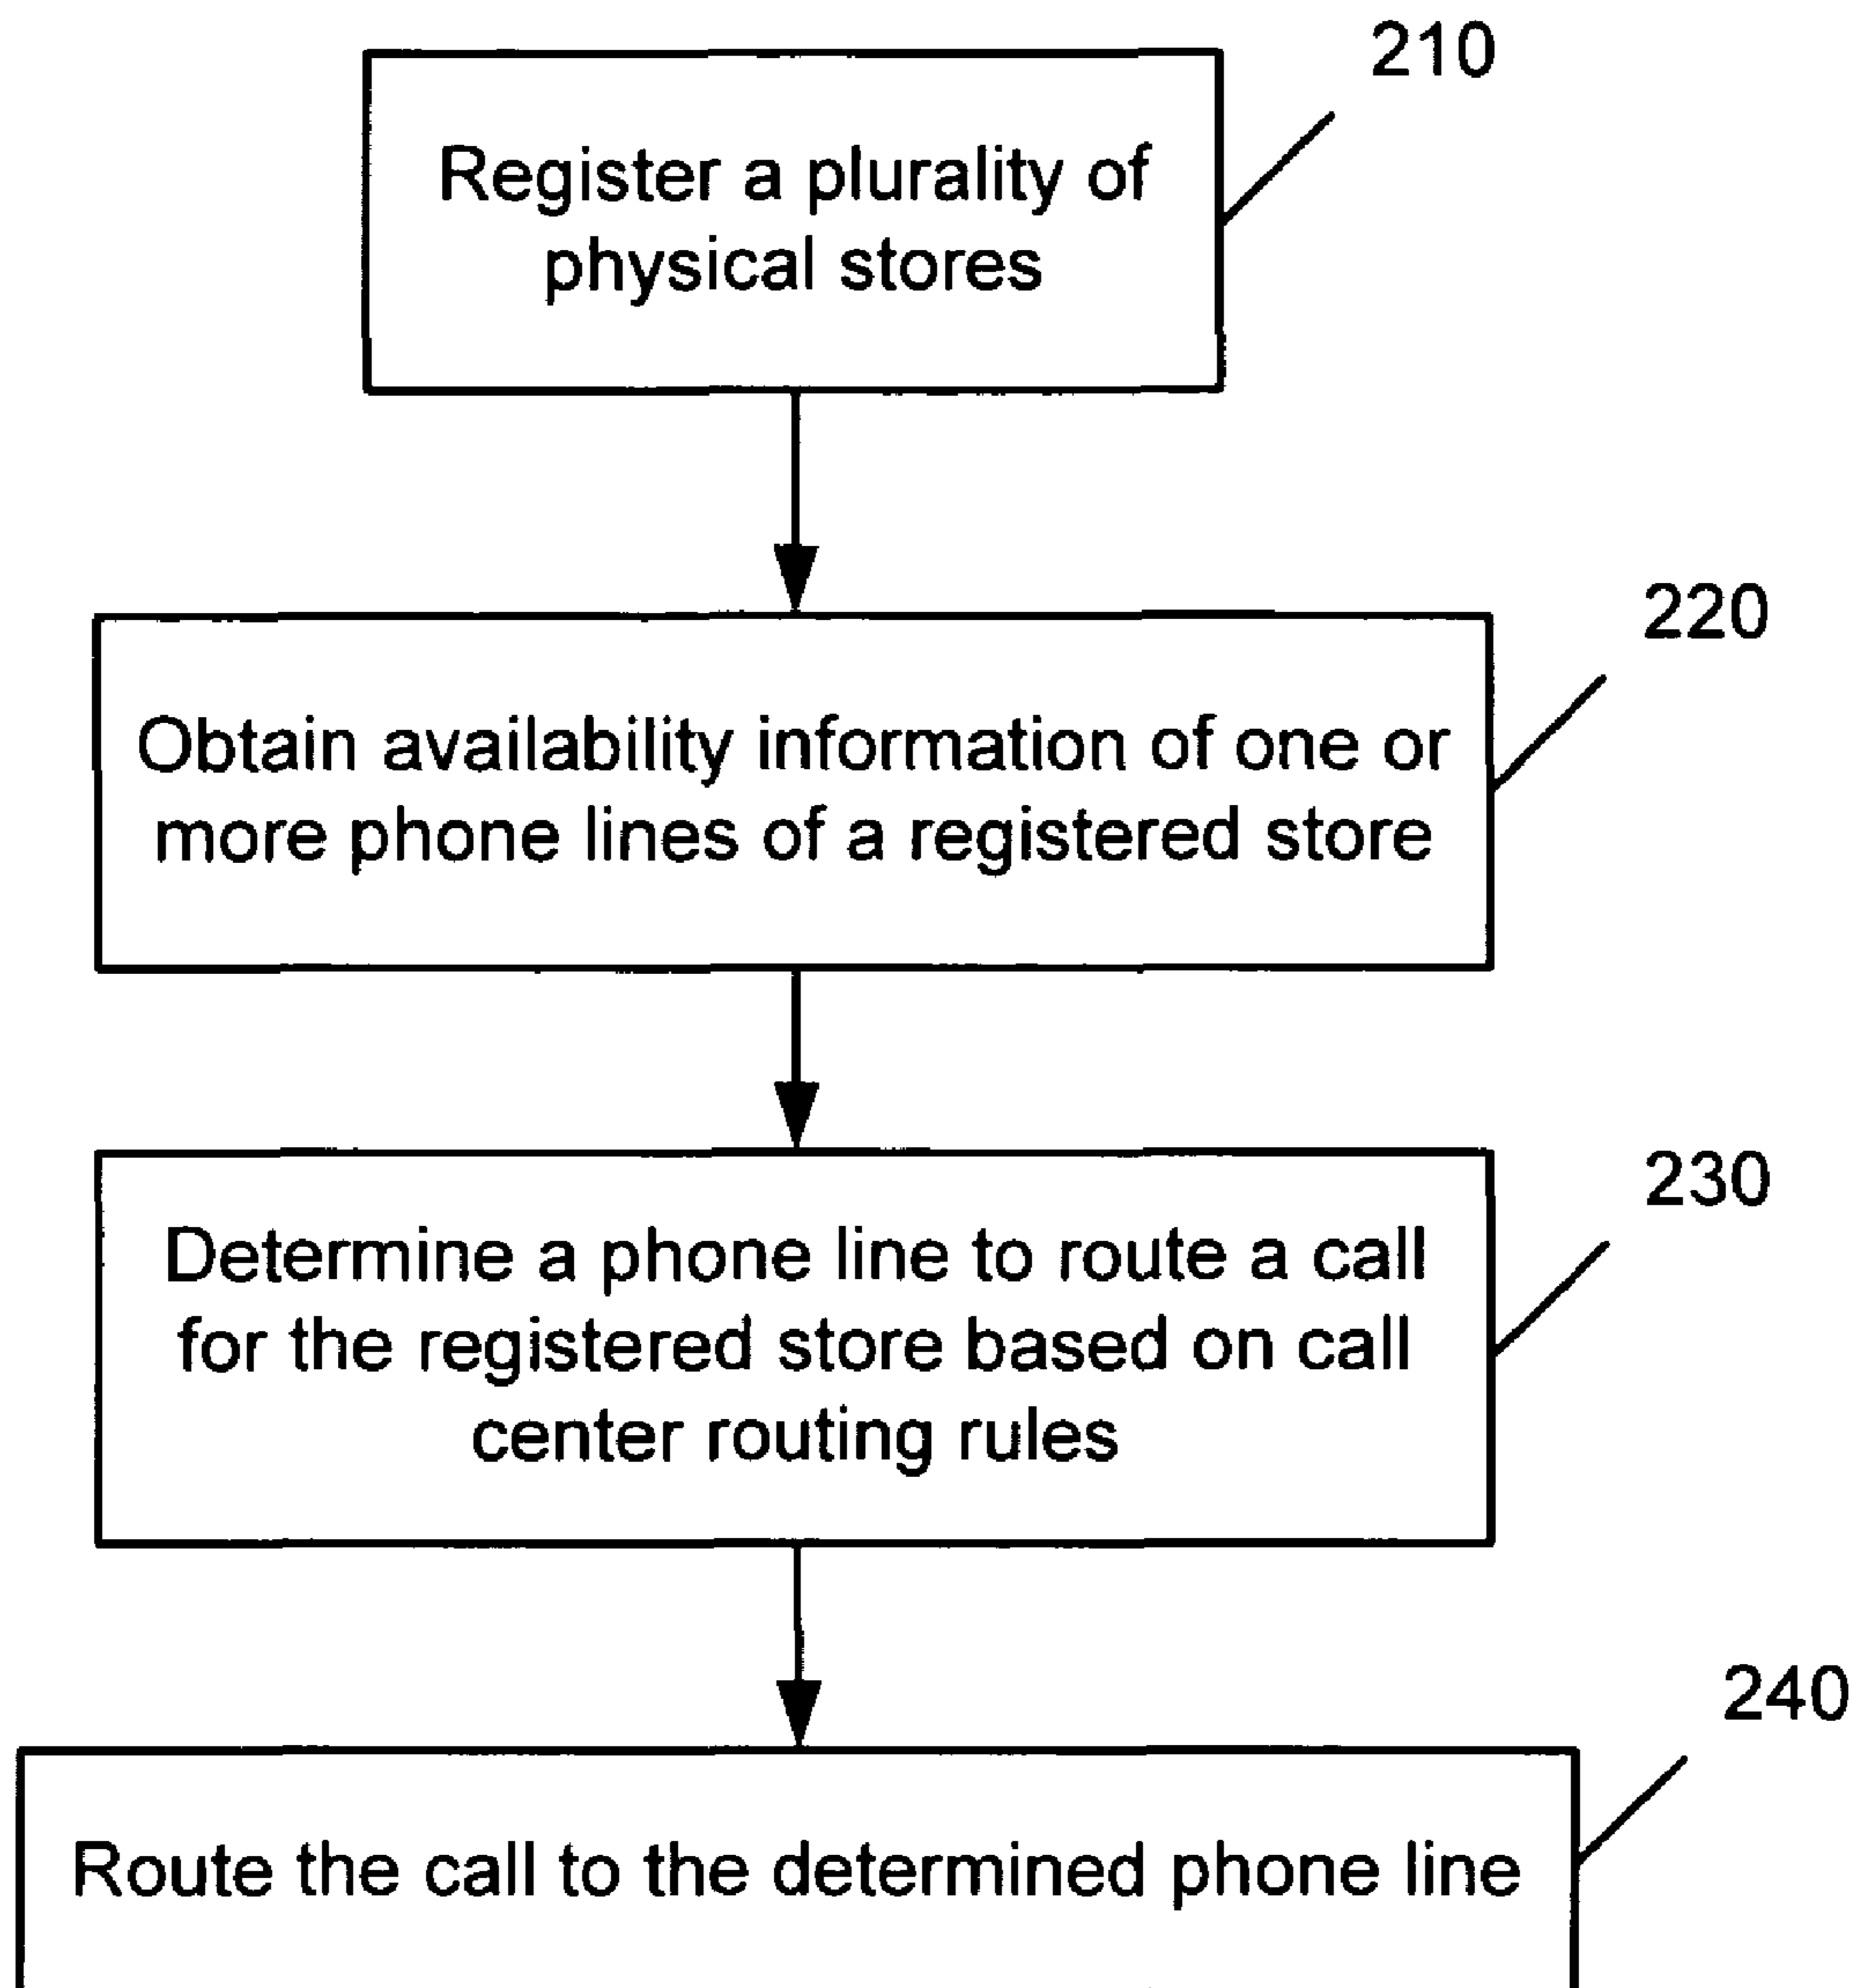 210
Register a plurality of
physical stores
220
Obtain availability information of one or
more phone lines of a registered store
230
Determine a phone line to route a call
for the registered store based on call
center routing rules
240
Route the call to the determined phone line